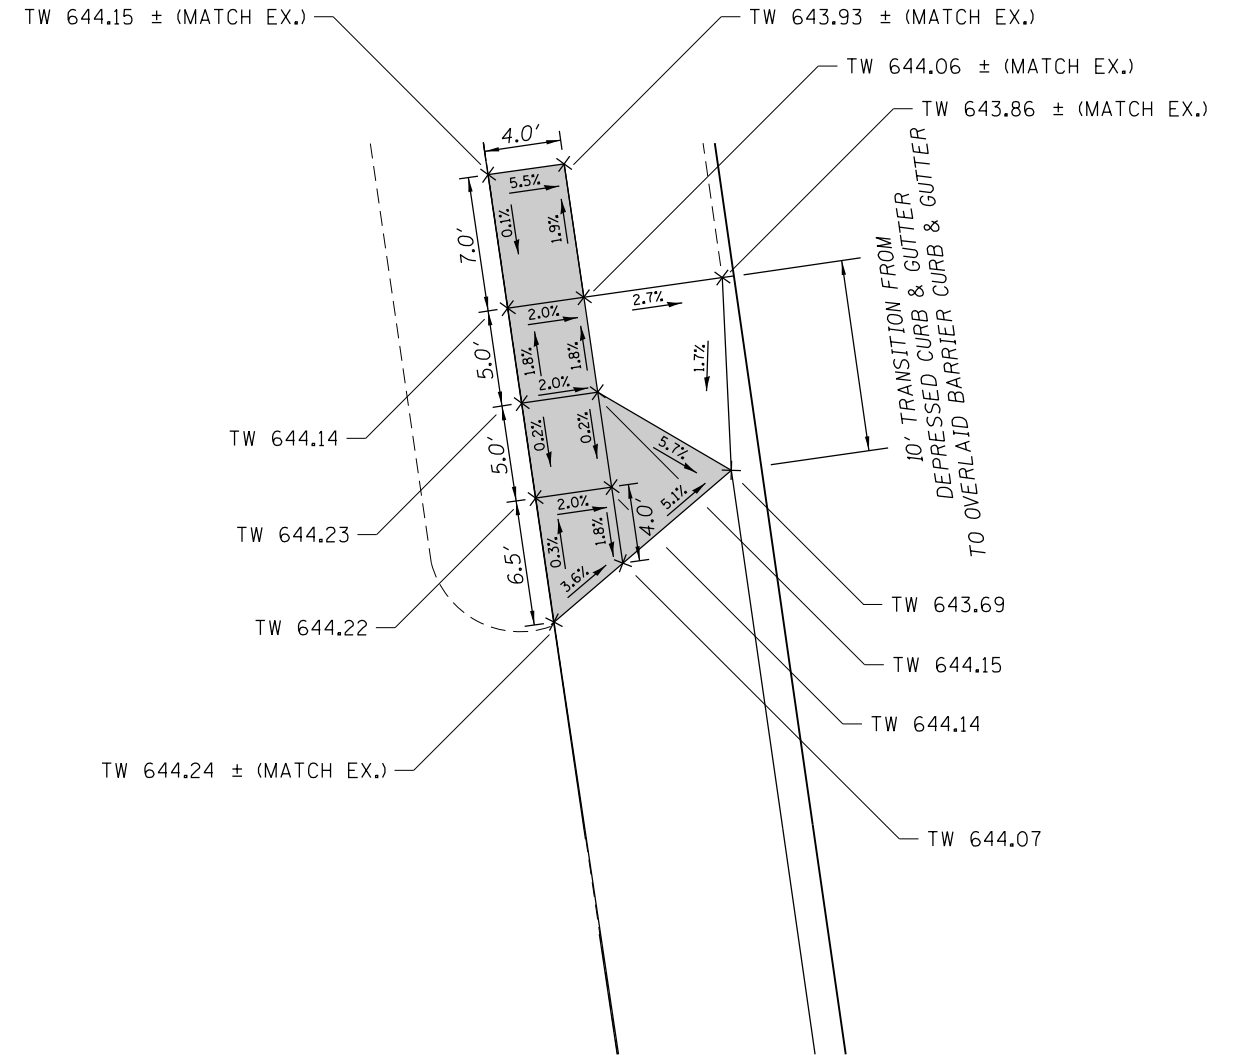 TW 644.15 ± (MATCH EX.)
TW 643.93 ± (MATCH EX.)
TW 644.06 ± (MATCH EX.)
TW 643.86 ± (MATCH EX.)
4.0'
5.5%
0.1%
1.9%
7.0'
2.0%
2.7%
10' TRANSITION FROM
DEPRESSED CURB & GUTTER
TO OVERLAID BARRIER CURB & GUTTER
5.0'
1.8%
1.8%
1.7%
2.0%
TW 644.14
5.0'
0.2%
0.2%
5.7%
2.0%
5.1%
4.0'
TW 644.23
6.5'
0.3%
1.8%
3.6%
TW 643.69
TW 644.22
TW 644.15
TW 644.14
TW 644.24 ± (MATCH EX.)
TW 644.07